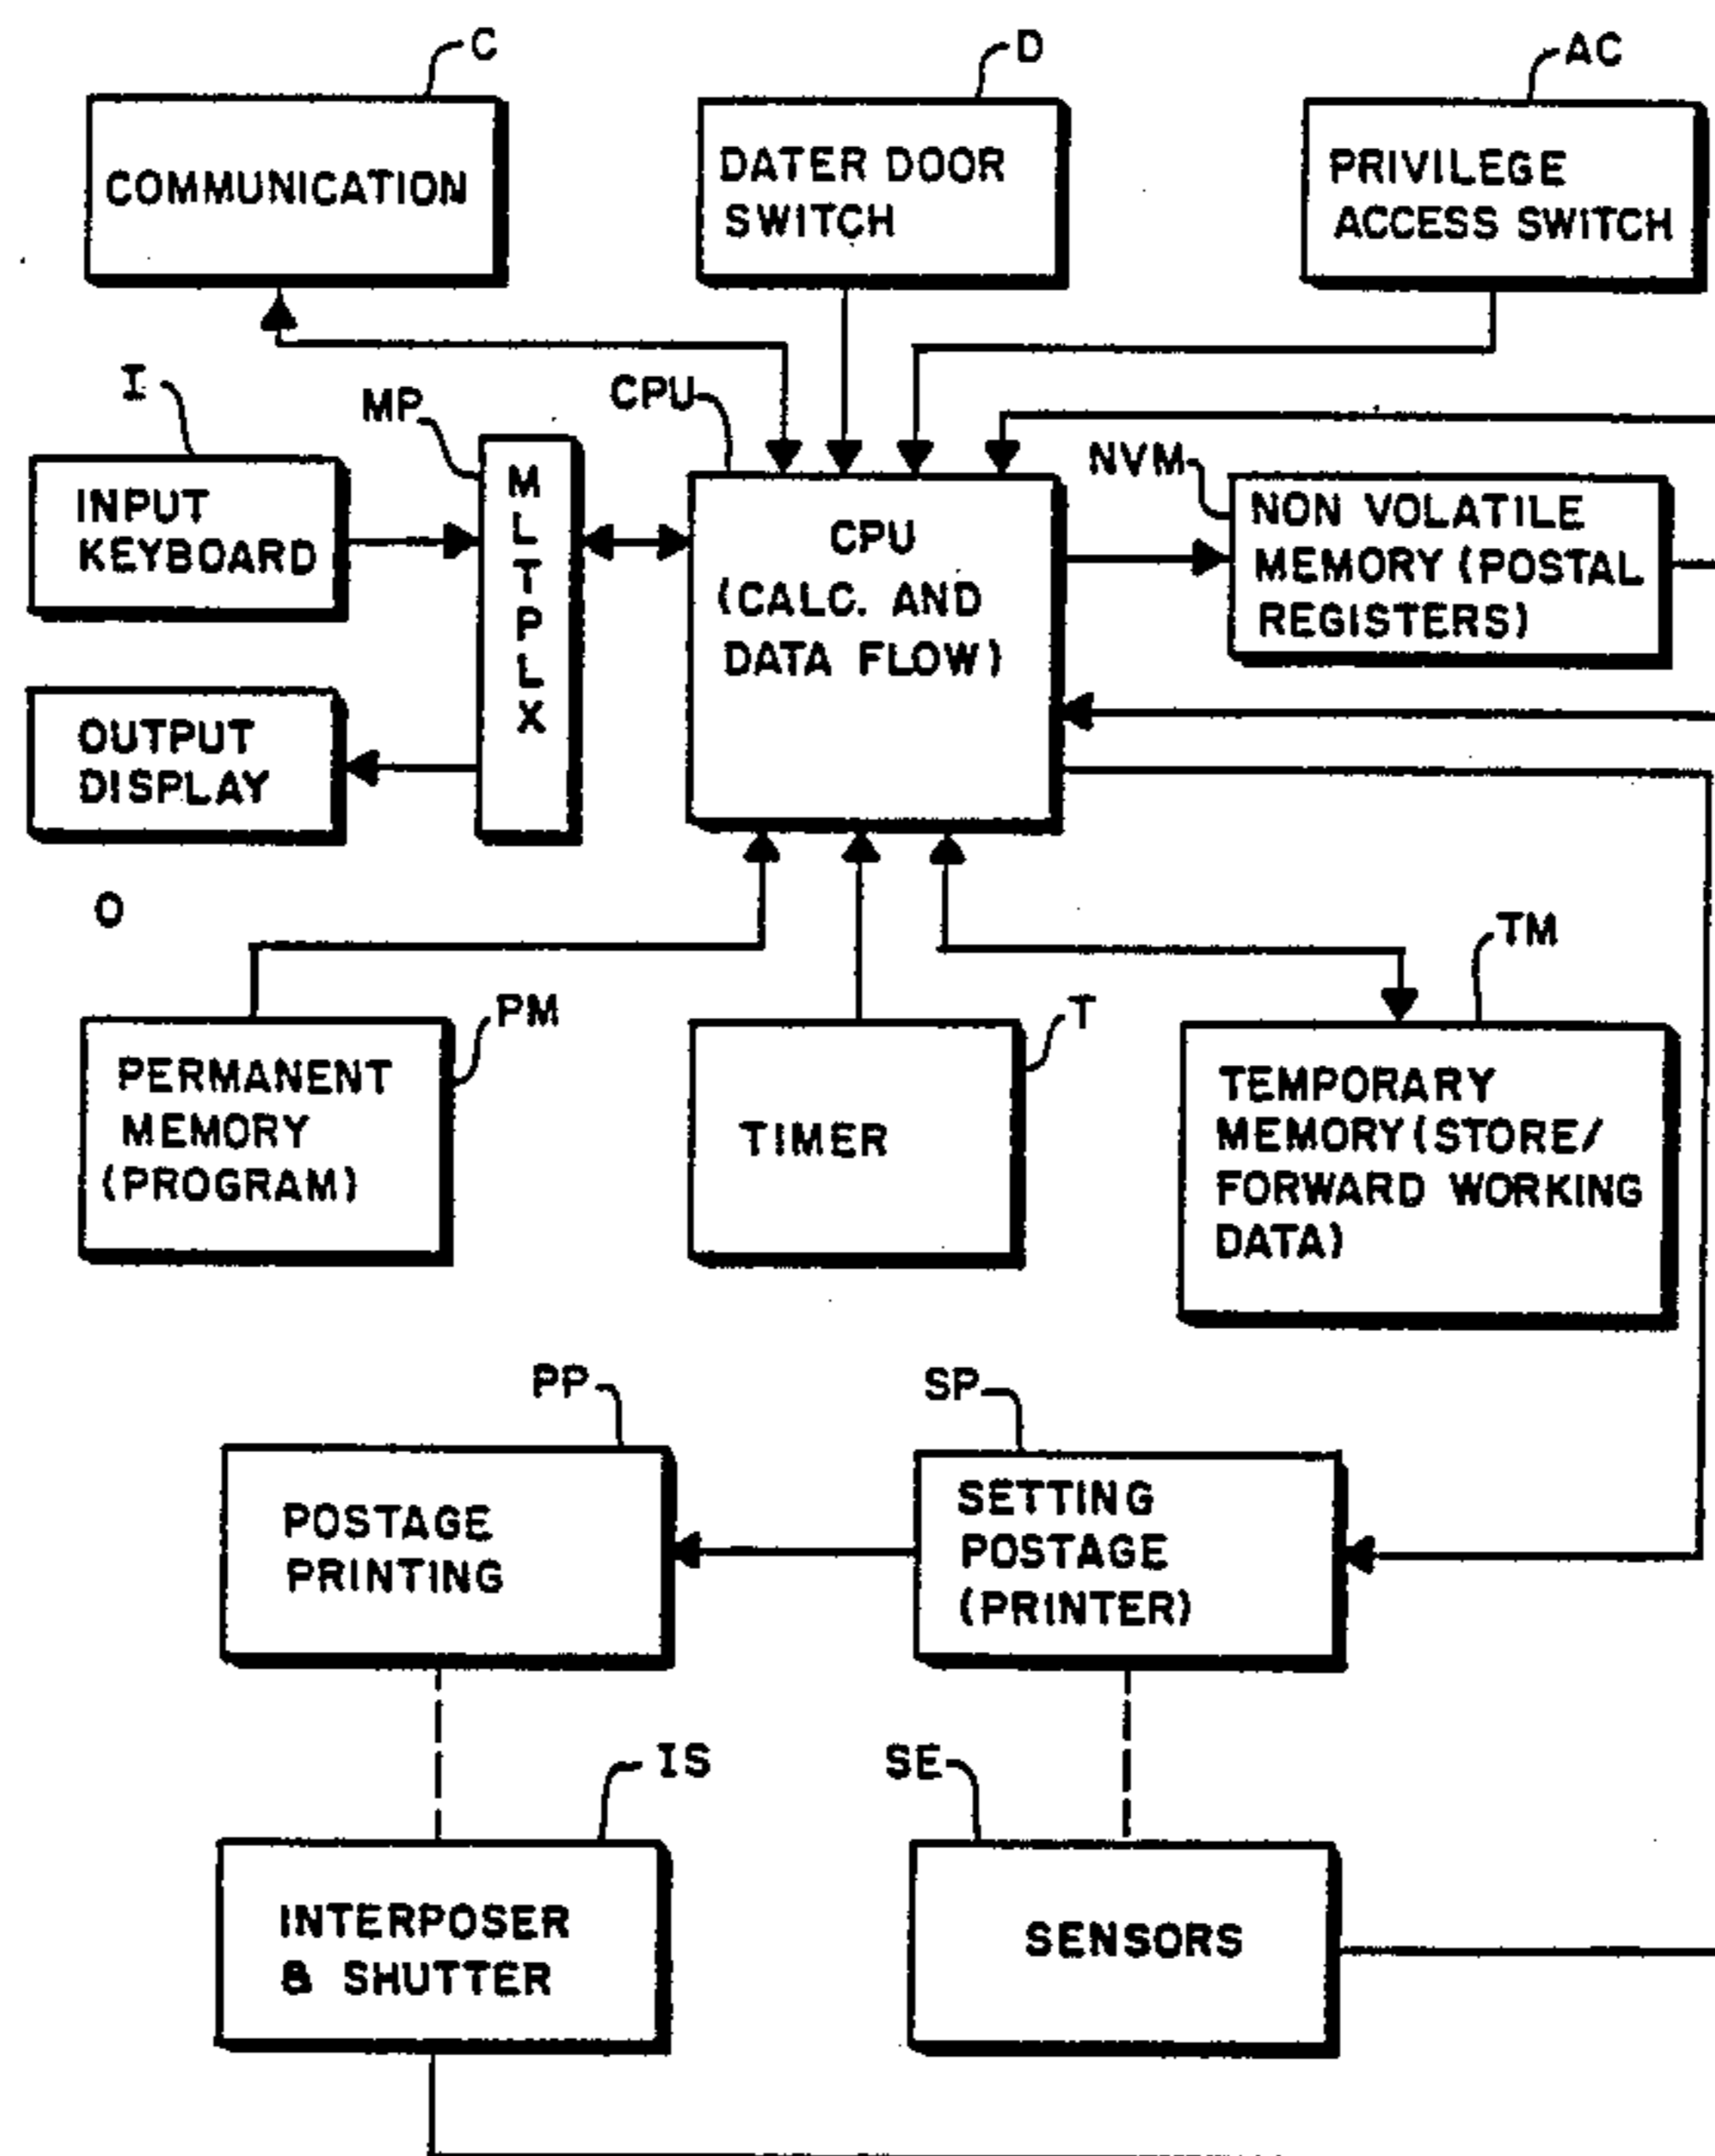 C
D
AC
COMMUNICATION
DATER DOOR
SWITCH
PRIVILEGE
ACCESS SWITCH
I
MP
CPU
NVM
INPUT
KEYBOARD
MLTPLX
CPU
(CALC. AND
DATA FLOW)
NON VOLATILE
MEMORY (POSTAL
REGISTERS)
OUTPUT
DISPLAY
O
PM
T
TM
PERMANENT
MEMORY
(PROGRAM)
TIMER
TEMPORARY
MEMORY (STORE/
FORWARD WORKING
DATA)
PP
SP
POSTAGE
PRINTING
SETTING
POSTAGE
(PRINTER)
IS
SE
INTERPOSER
& SHUTTER
SENSORS